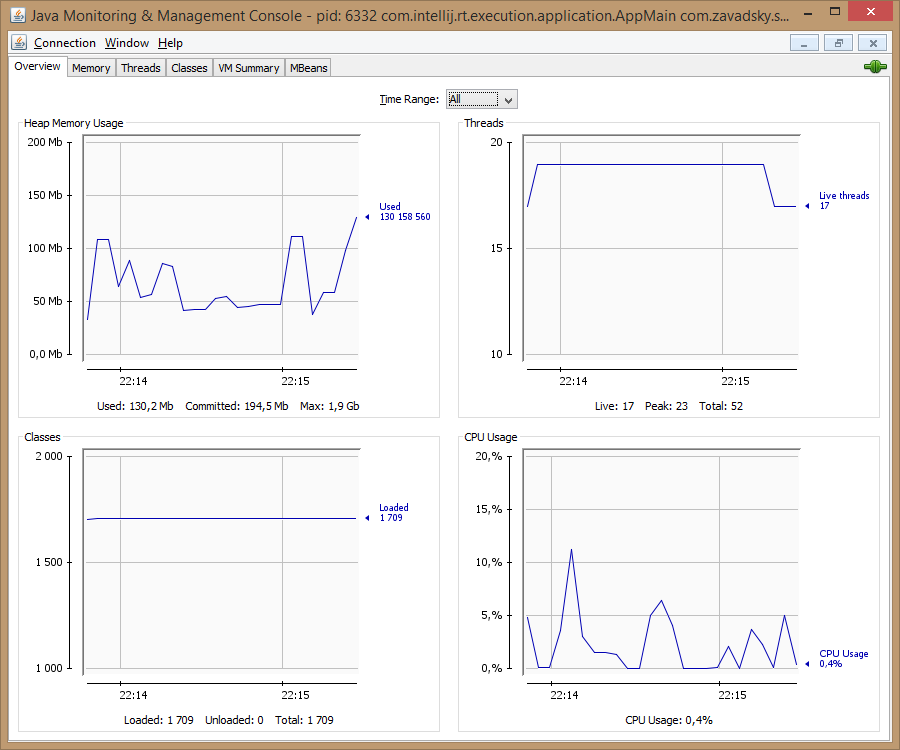 Java Monitoring & Management Console - pid: 6332 com.intellij.rt.execution.application.AppMain com.zavadsky.s...
Connection Window Help
Overview Memory Threads Classes VM Summary MBeans
Time Range: All
Heap Memory Usage
200 Mb
150 Mb
100 Mb
50 Mb
0,0 Mb
Used
130 158 560
22:14 22:15
Used: 130,2 Mb Committed: 194,5 Mb Max: 1,9 Gb
Threads
20
15
10
Live threads
17
22:14 22:15
Live: 17 Peak: 23 Total: 52
Classes
2 000
1 500
1 000
Loaded
1 709
22:14 22:15
Loaded: 1 709 Unloaded: 0 Total: 1 709
CPU Usage
20,%
15,%
10,%
5,%
0,%
CPU Usage
0,4%
22:14 22:15
CPU Usage: 0,4%